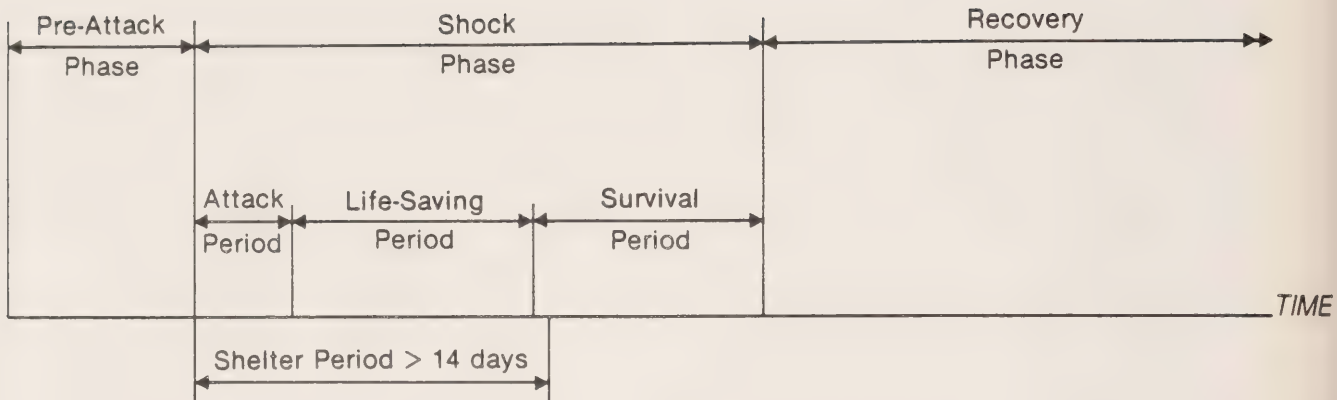 Pre-Attack
Phase
Shock
Phase
Recovery
Phase
Attack
Period
Life-Saving
Period
Survival
Period
TIME
Shelter Period > 14 days